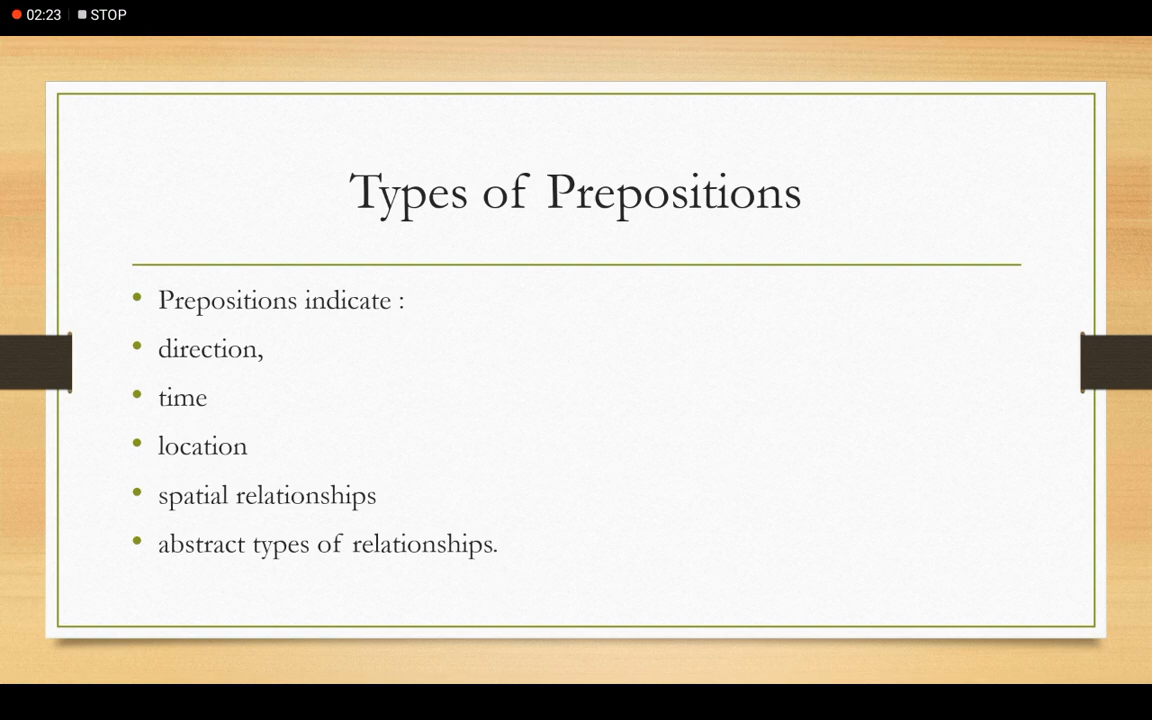 02:23 STOP
Types of Prepositions
Prepositions indicate :
direction,
time
location
spatial relationships
abstract types of relationships.